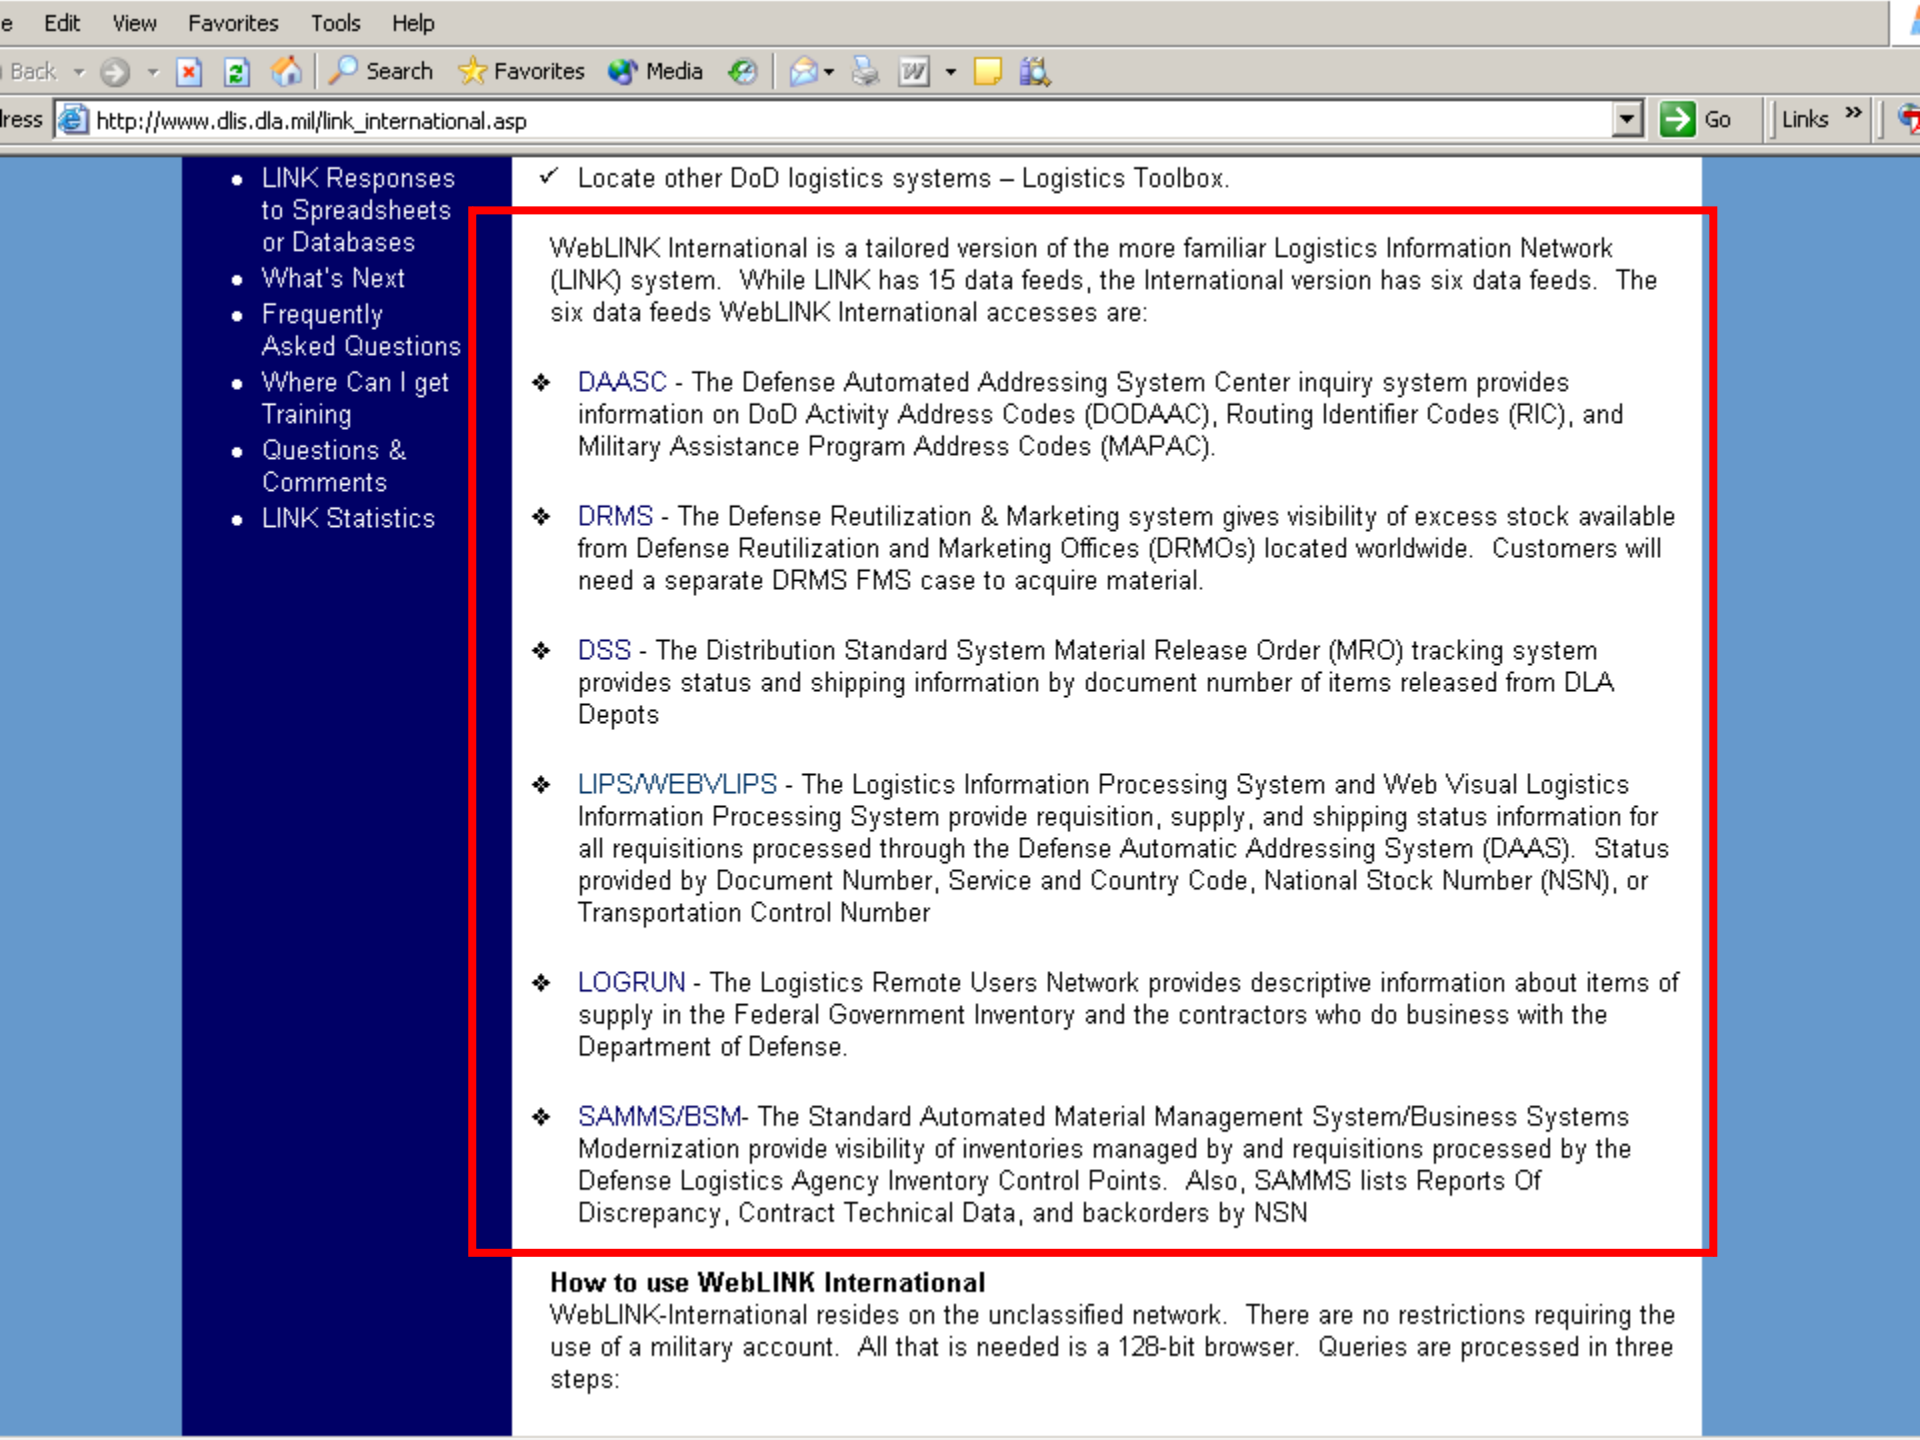 e Edit View Favorites Tools Help
Back Search Favorites Media
ress http://www.dlis.dla.mil/link_international.asp Go Links »
• LINK Responses
to Spreadsheets
or Databases
• What's Next
• Frequently
Asked Questions
• Where Can I get
Training
• Questions &
Comments
• LINK Statistics
✓ Locate other DoD logistics systems – Logistics Toolbox.
WebLINK International is a tailored version of the more familiar Logistics Information Network
(LINK) system. While LINK has 15 data feeds, the International version has six data feeds. The
six data feeds WebLINK International accesses are:
❖ DAASC - The Defense Automated Addressing System Center inquiry system provides
information on DoD Activity Address Codes (DODAAC), Routing Identifier Codes (RIC), and
Military Assistance Program Address Codes (MAPAC).
❖ DRMS - The Defense Reutilization & Marketing system gives visibility of excess stock available
from Defense Reutilization and Marketing Offices (DRMOs) located worldwide. Customers will
need a separate DRMS FMS case to acquire material.
❖ DSS - The Distribution Standard System Material Release Order (MRO) tracking system
provides status and shipping information by document number of items released from DLA
Depots
❖ LIPS/WEBVLIPS - The Logistics Information Processing System and Web Visual Logistics
Information Processing System provide requisition, supply, and shipping status information for
all requisitions processed through the Defense Automatic Addressing System (DAAS). Status
provided by Document Number, Service and Country Code, National Stock Number (NSN), or
Transportation Control Number
❖ LOGRUN - The Logistics Remote Users Network provides descriptive information about items of
supply in the Federal Government Inventory and the contractors who do business with the
Department of Defense.
❖ SAMMS/BSM- The Standard Automated Material Management System/Business Systems
Modernization provide visibility of inventories managed by and requisitions processed by the
Defense Logistics Agency Inventory Control Points. Also, SAMMS lists Reports Of
Discrepancy, Contract Technical Data, and backorders by NSN
How to use WebLINK International
WebLINK-International resides on the unclassified network. There are no restrictions requiring the
use of a military account. All that is needed is a 128-bit browser. Queries are processed in three
steps: